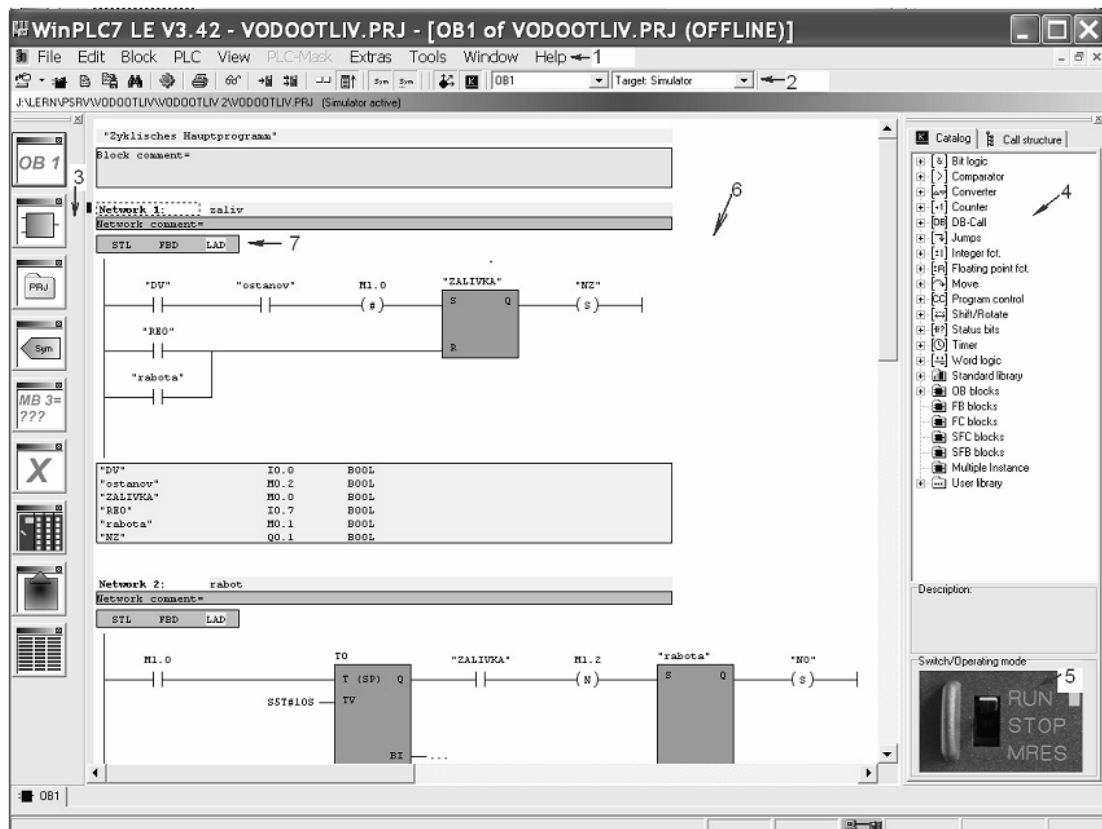 WinPLC7 LE V3.42 - VODOOTLIV.PRJ - [OB1 of VODOOTLIV.PRJ (OFFLINE)]
File Edit Block PLC View PLC-Mask Extras Tools Window Help 1
OB1 Target: Simulator 2
J:\LERN\PSRV\VODOOTLIV\VODOOTLIV 2\VODOOTLIV.PRJ (Simulator active)
OB 1
3
PRJ
Sym
MB 3=
???
X
"Zyklisches Hauptprogramm"
Block comment=
6
Network 1: zaliv
Network comment=
STL FBD LAD 7
"DV" "ostanov" M1.0 "ZALIVKA" "NZ"
(#) S Q (S)
"REO"
R
"rabota"
"DV" I0.0 BOOL
"ostanov" M0.2 BOOL
"ZALIVKA" M0.0 BOOL
"REO" I0.7 BOOL
"rabota" M0.1 BOOL
"NZ" Q0.1 BOOL
Network 2: rabot
Network comment=
STL FBD LAD
M1.0 T0 "ZALIVKA" M1.2 "rabota" "NO"
T (SP) Q (N) S Q (S)
S5T#10S TV
BI ...
Catalog Call structure
Bit logic
Comparator
Converter
Counter
4
DB-Call
Jumps
Integer fct.
Floating point fct.
Move
Program control
Shift/Rotate
Status bits
Timer
Word logic
Standard library
OB blocks
FB blocks
FC blocks
SFC blocks
SFB blocks
Multiple Instance
User library
Description:
Switch/Operating mode
5
RUN
STOP
MRES
OB1